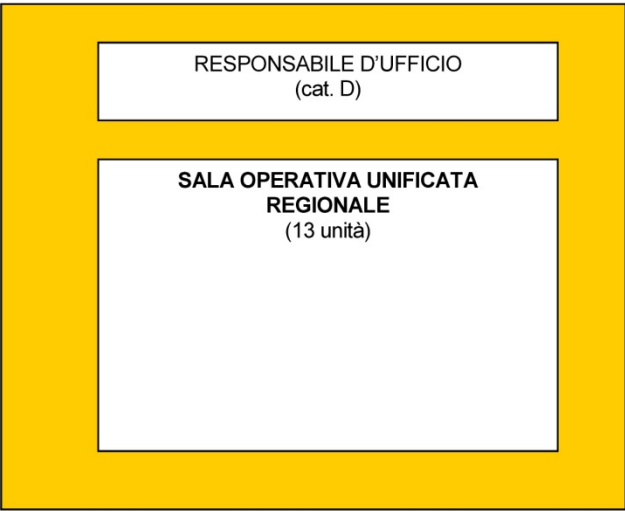 RESPONSABILE D'UFFICIO
(cat. D)
SALA OPERATIVA UNIFICATA
REGIONALE
(13 unità)